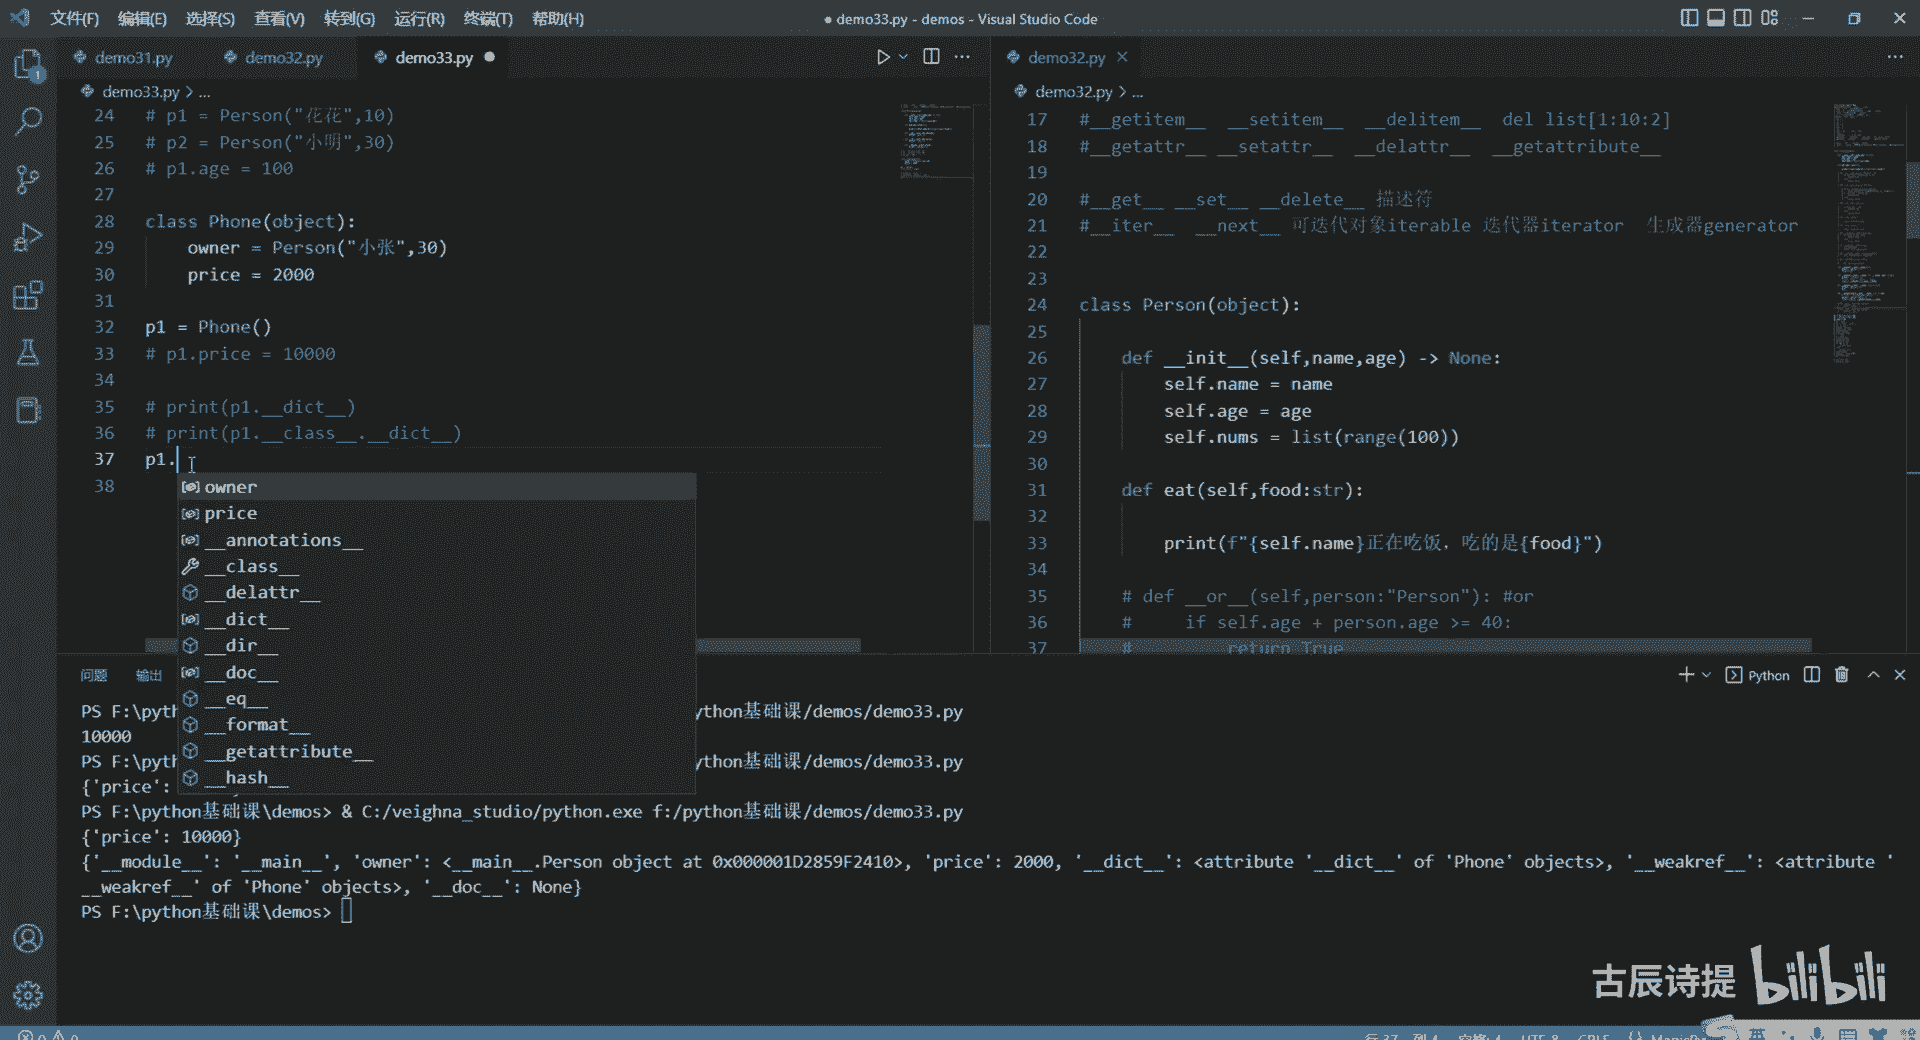 文件(F) 编辑(E) 选择(S) 查看(V) 转到(G) 运行(R) 终端(T) 帮助(H)
● demo33.py - demos - Visual Studio Code
demo31.py demo32.py demo33.py
demo33.py > ...
24 # p1 = Person("花花",10)
25 # p2 = Person("小明",30)
26 # p1.age = 100
27
28 class Phone(object):
29 owner = Person("小张",30)
30 price = 2000
31
32 p1 = Phone()
33 # p1.price = 10000
34
35 # print(p1.__dict__)
36 # print(p1.__class__.__dict__)
37 p1.
38
owner
price
__annotations__
__class__
__delattr__
__dict__
__dir__
__doc__
__eq__
__format__
__getattribute__
__hash__
demo32.py
demo32.py > ...
17 #__getitem__ __setitem__ __delitem__ del list[1:10:2]
18 #__getattr__ __setattr__ __delattr__ __getattribute__
19
20 #__get__ __set__ __delete__ 描述符
21 #__iter__ __next__ 可迭代对象iterable 迭代器iterator 生成器generator
22
23
24 class Person(object):
25
26 def __init__(self,name,age) -> None:
27 self.name = name
28 self.age = age
29 self.nums = list(range(100))
30
31 def eat(self,food:str):
32
33 print(f"{self.name}正在吃饭，吃的是{food}")
34
35 # def __or__(self,person:"Person"): #or
36 # if self.age + person.age >= 40:
37 # return True
问题 输出
Python
PS F:\pyth ython基础课/demos/demo33.py
10000
PS F:\pyth ython基础课/demos/demo33.py
{'price':
PS F:\python基础课\demos> & C:/veighna_studio/python.exe f:/python基础课/demos/demo33.py
{'price': 10000}
{'__module__': '__main__', 'owner': <__main__.Person object at 0x000001D2859F2410>, 'price': 2000, '__dict__': <attribute '__dict__' of 'Phone' objects>, '__weakref__': <attribute '
__weakref__' of 'Phone' objects>, '__doc__': None}
PS F:\python基础课\demos>
古辰诗提 bilibili